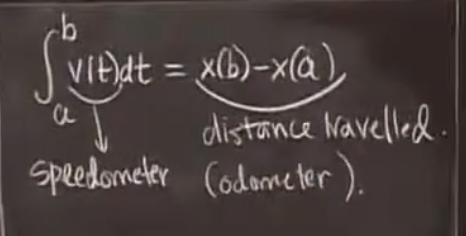 ∫_a^b v(t)dt = x(b)-x(a)
distance travelled.
speedometer (odometer).